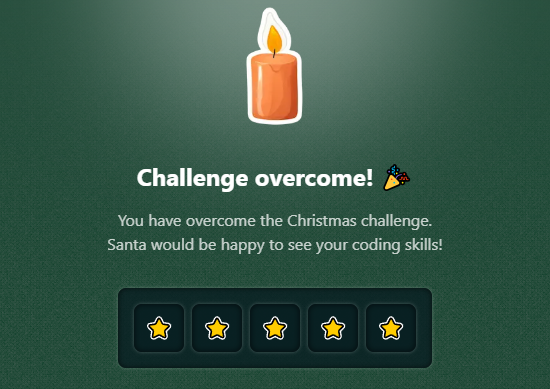 Challenge overcome! 🎉
You have overcome the Christmas challenge.
Santa would be happy to see your coding skills!